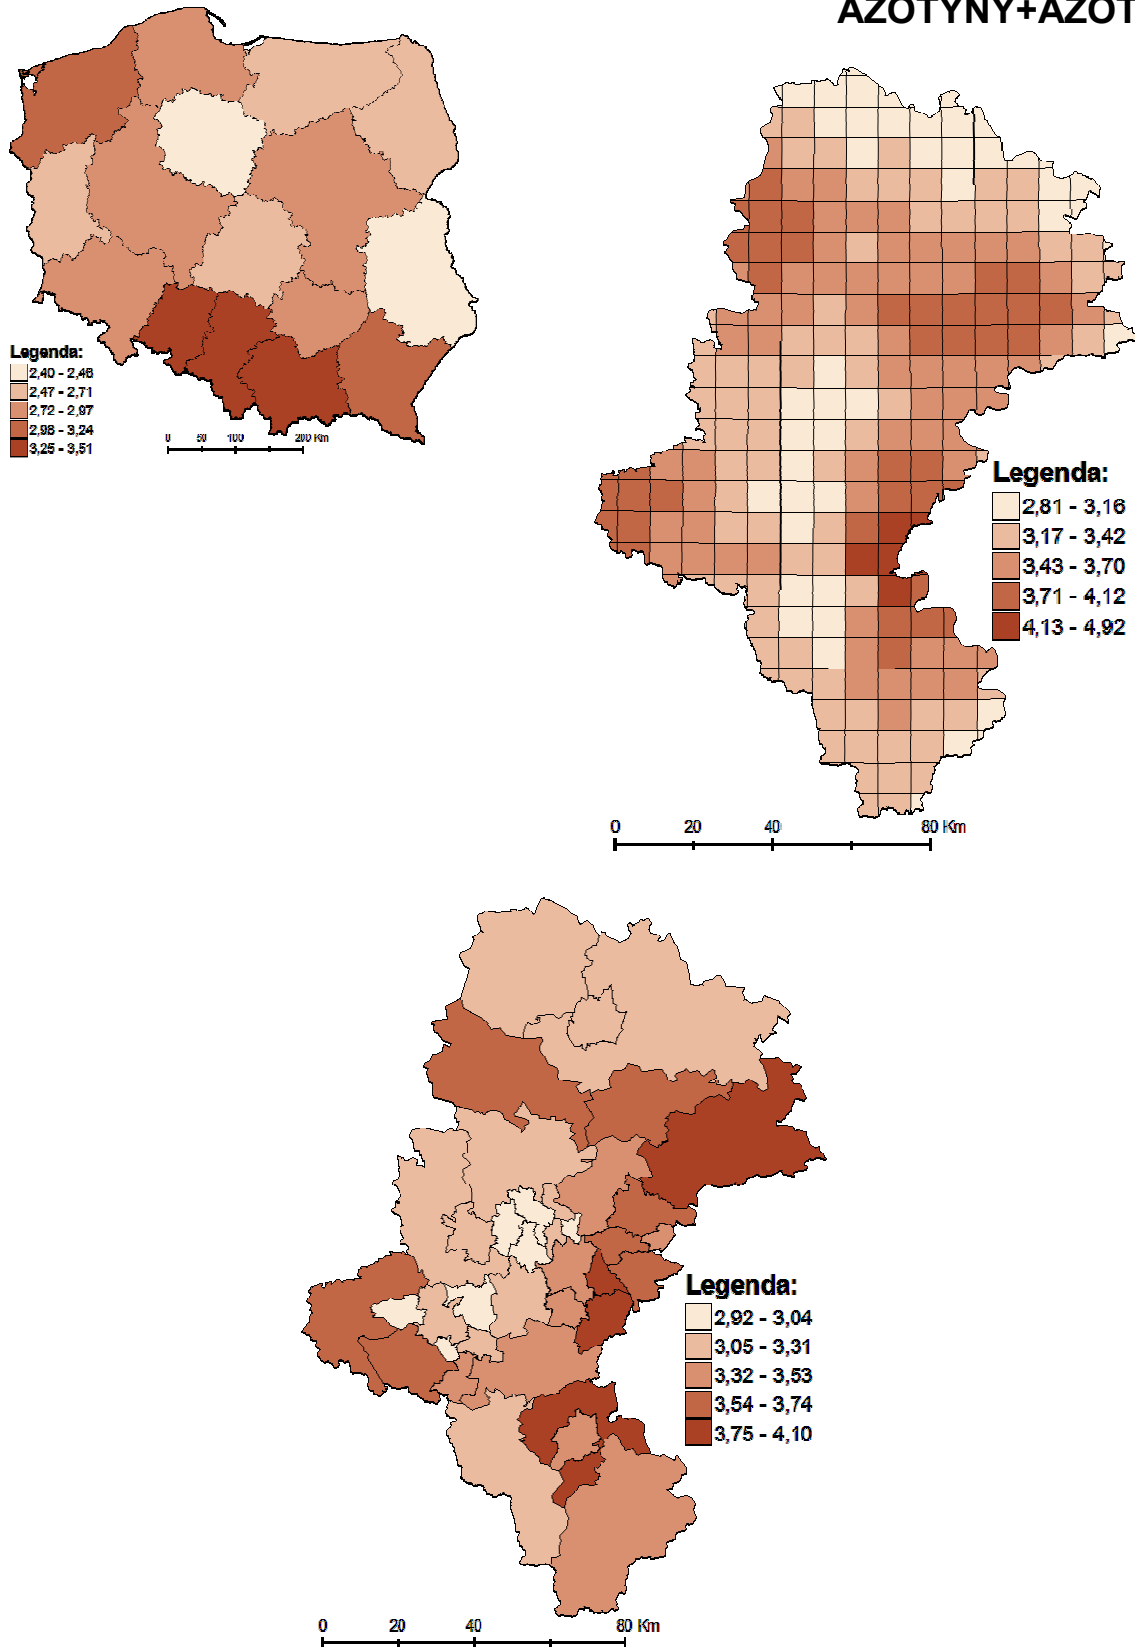 AZOTYNY+AZOT
Legenda:
2,40 - 2,46
2,47 - 2,71
2,72 - 2,97
2,98 - 3,24
3,25 - 3,51
0 50 100 200 Km
Legenda:
2,81 - 3,16
3,17 - 3,42
3,43 - 3,70
3,71 - 4,12
4,13 - 4,92
0 20 40 80 Km
Legenda:
2,92 - 3,04
3,05 - 3,31
3,32 - 3,53
3,54 - 3,74
3,75 - 4,10
0 20 40 80 Km